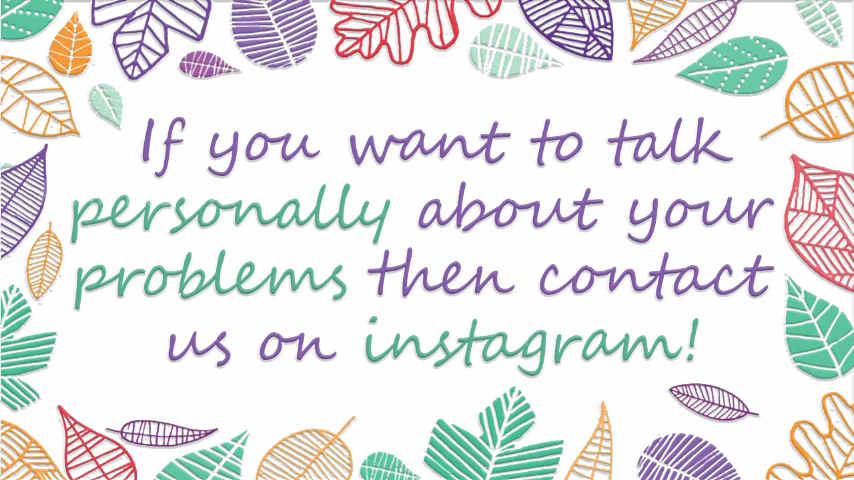 If you want to talk
personally about your
problems then contact
us on instagram!